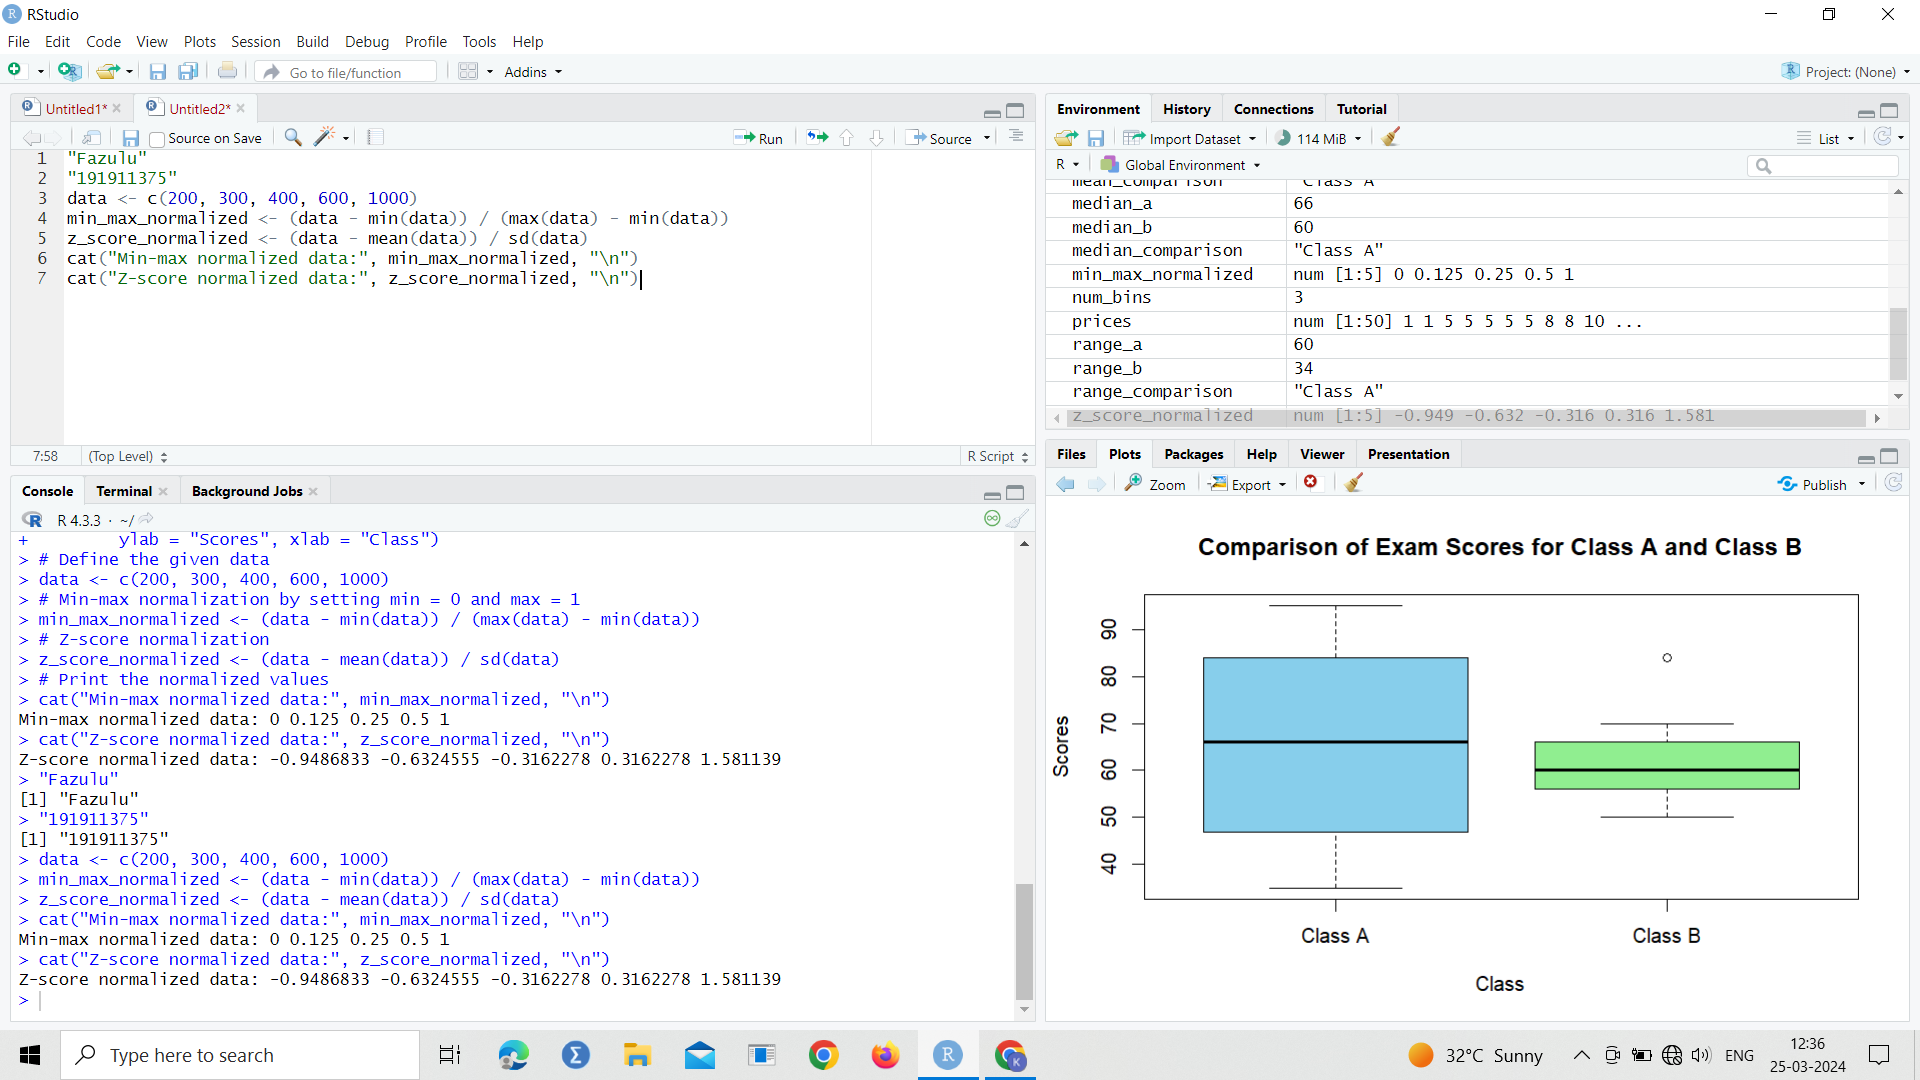 RStudio
File Edit Code View Plots Session Build Debug Profile Tools Help
Go to file/function Addins Project: (None)
Untitled1* Untitled2*
Source on Save Run Source
1 "Fazulu"
2 "191911375"
3 data <- c(200, 300, 400, 600, 1000)
4 min_max_normalized <- (data - min(data)) / (max(data) - min(data))
5 z_score_normalized <- (data - mean(data)) / sd(data)
6 cat("Min-max normalized data:", min_max_normalized, "\n")
7 cat("Z-score normalized data:", z_score_normalized, "\n")
7:58 (Top Level) R Script
Console Terminal Background Jobs
R 4.3.3 · ~/
+ ylab = "Scores", xlab = "Class")
> # Define the given data
> data <- c(200, 300, 400, 600, 1000)
> # Min-max normalization by setting min = 0 and max = 1
> min_max_normalized <- (data - min(data)) / (max(data) - min(data))
> # Z-score normalization
> z_score_normalized <- (data - mean(data)) / sd(data)
> # Print the normalized values
> cat("Min-max normalized data:", min_max_normalized, "\n")
Min-max normalized data: 0 0.125 0.25 0.5 1
> cat("Z-score normalized data:", z_score_normalized, "\n")
Z-score normalized data: -0.9486833 -0.6324555 -0.3162278 0.3162278 1.581139
> "Fazulu"
[1] "Fazulu"
> "191911375"
[1] "191911375"
> data <- c(200, 300, 400, 600, 1000)
> min_max_normalized <- (data - min(data)) / (max(data) - min(data))
> z_score_normalized <- (data - mean(data)) / sd(data)
> cat("Min-max normalized data:", min_max_normalized, "\n")
Min-max normalized data: 0 0.125 0.25 0.5 1
> cat("Z-score normalized data:", z_score_normalized, "\n")
Z-score normalized data: -0.9486833 -0.6324555 -0.3162278 0.3162278 1.581139
>
Environment History Connections Tutorial
Import Dataset 114 MiB List
R Global Environment
mean_comparison "Class A"
median_a 66
median_b 60
median_comparison "Class A"
min_max_normalized num [1:5] 0 0.125 0.25 0.5 1
num_bins 3
prices num [1:50] 1 1 5 5 5 5 5 8 8 10 ...
range_a 60
range_b 34
range_comparison "Class A"
z_score_normalized num [1:5] -0.949 -0.632 -0.316 0.316 1.581
Files Plots Packages Help Viewer Presentation
Zoom Export Publish
Comparison of Exam Scores for Class A and Class B
Scores
90
80
70
60
50
40
Class A Class B
Class
Type here to search
32°C Sunny ENG
12:36
25-03-2024